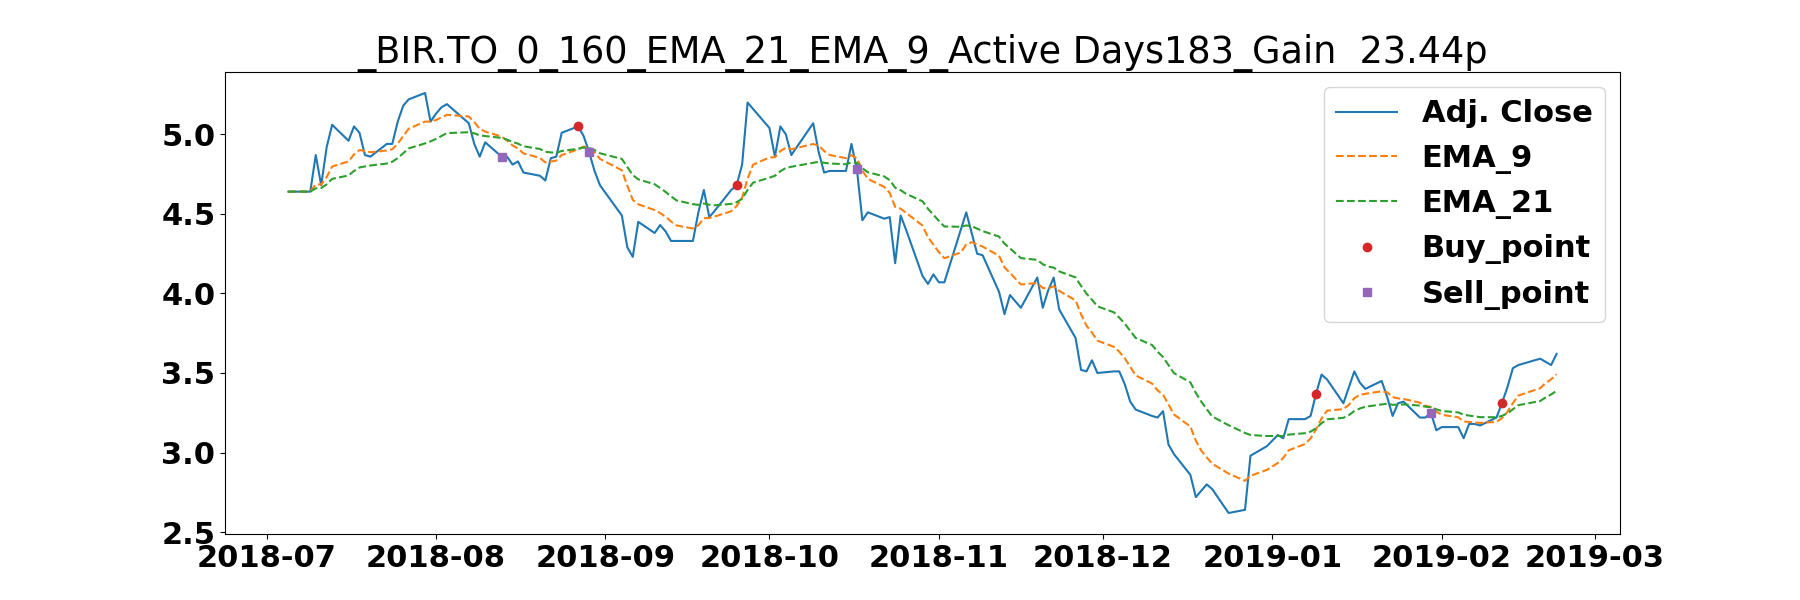 _BIR.TO_0_160_EMA_21_EMA_9_Active Days183_Gain  23.44p
Adj. Close
EMA_9
EMA_21
Buy_point
Sell_point
5.0
4.5
4.0
3.5
3.0
2.5
2018-07 2018-08 2018-09 2018-10 2018-11 2018-12 2019-01 2019-02 2019-03